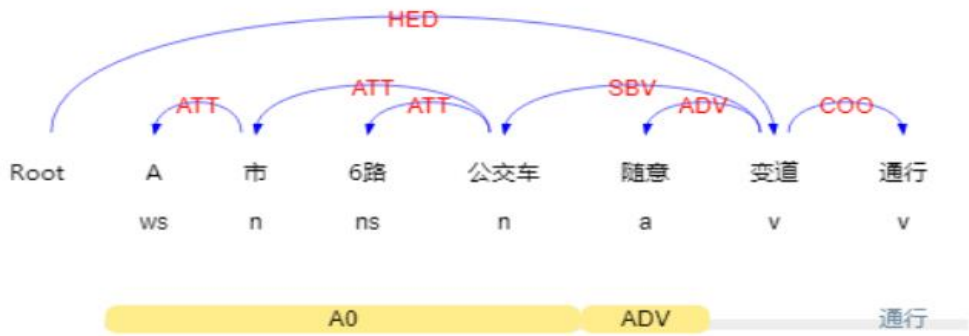 HED
ATT ATT ATT SBV ADV COO
Root A 市 6路 公交车 随意 变道 通行
ws n ns n a v v
A0 ADV 通行